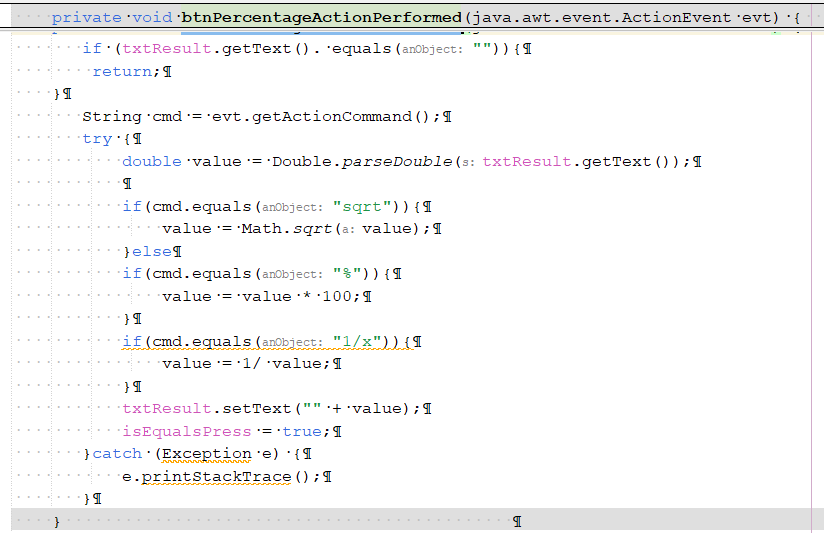 private void btnPercentageActionPerformed(java.awt.event.ActionEvent evt) {
if (txtResult.getText(). equals(anObject: "")){¶
return;¶
}¶
String cmd = evt.getActionCommand();¶
try {¶
double value = Double.parseDouble(s: txtResult.getText());¶
¶
if(cmd.equals(anObject: "sqrt")){¶
value = Math.sqrt(a: value);¶
}else¶
if(cmd.equals(anObject: "%")){¶
value = value * 100;¶
}¶
if(cmd.equals(anObject: "1/x")){¶
value = 1/ value;¶
}¶
txtResult.setText("" + value);¶
isEqualsPress = true;¶
}catch (Exception e) {¶
e.printStackTrace();¶
}¶
} ¶